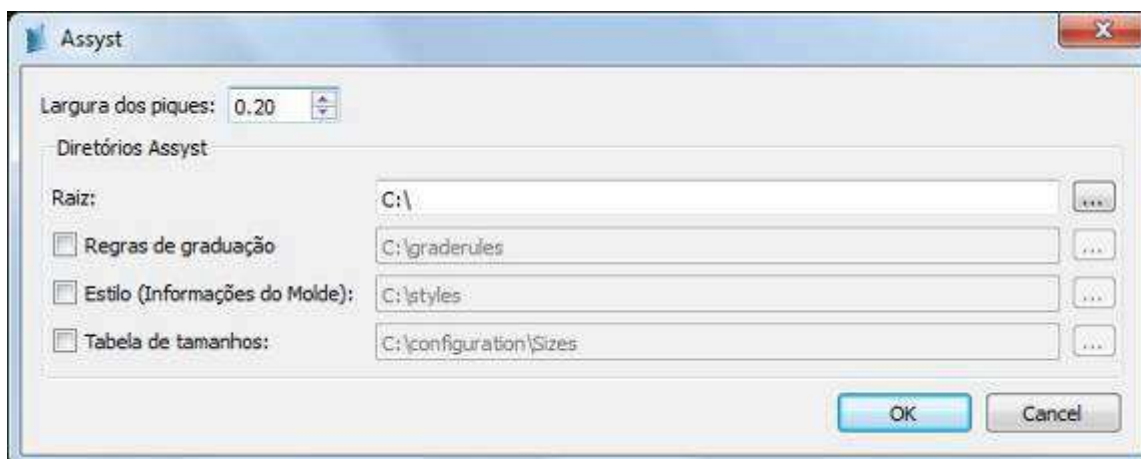 Assyst
Largura dos piques: 0.20
Diretórios Assyst
Raiz: C:\ ...
Regras de graduação C:\graderules ...
Estilo (Informações do Molde): C:\styles ...
Tabela de tamanhos: C:\configuration\Sizes ...
OK Cancel